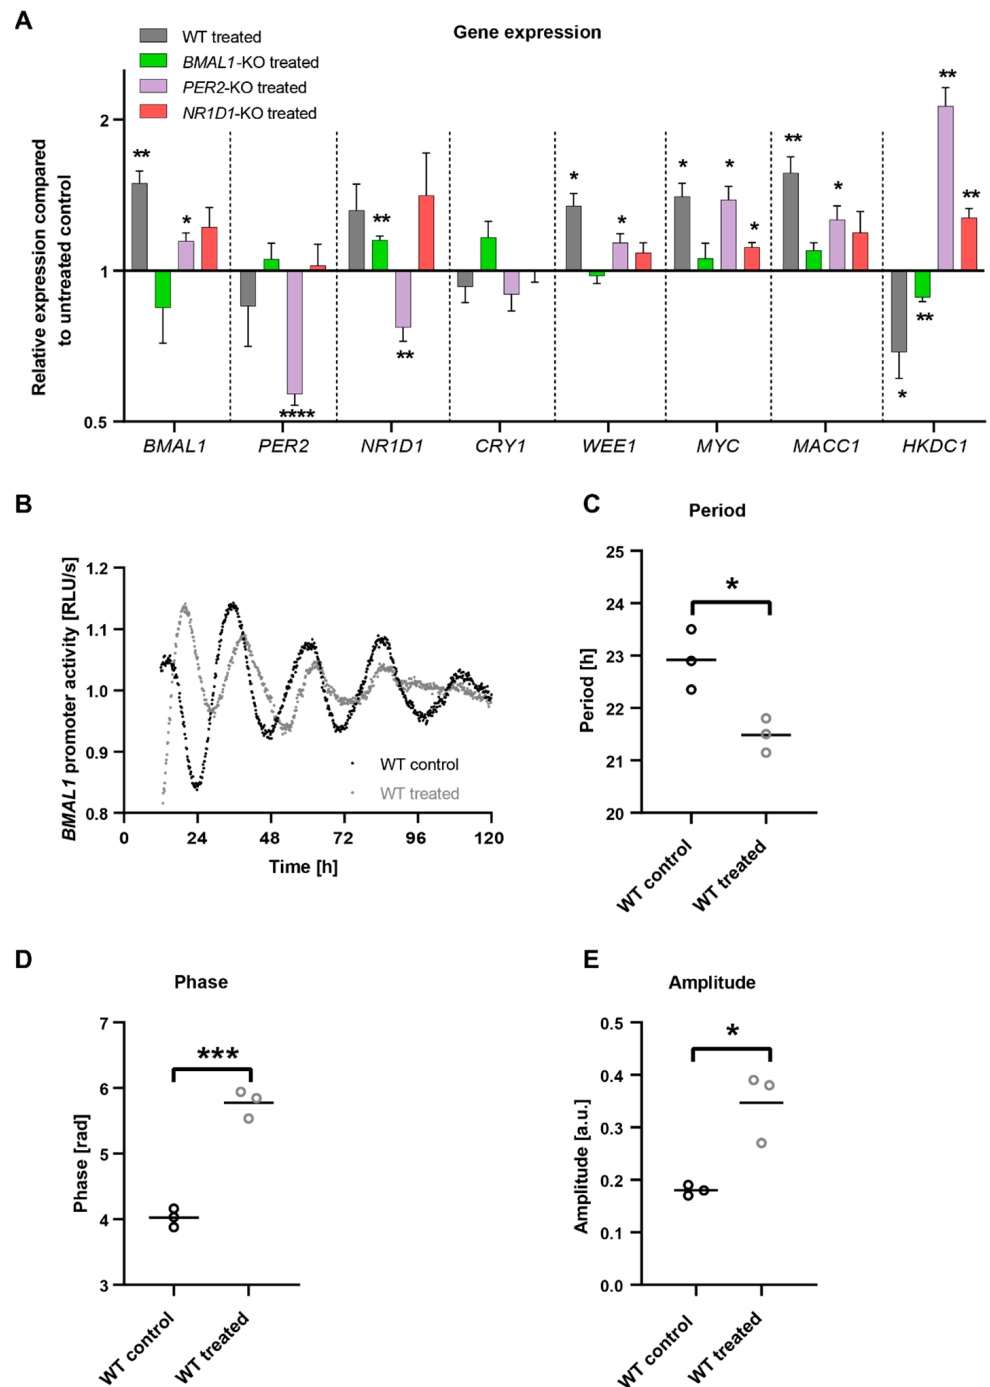 A
Gene expression
WT treated
BMAL1-KO treated
PER2-KO treated
NR1D1-KO treated
Relative expression compared
to untreated control
2
1
0.5
** * **** ** ** * * * * * ** * * ** ** **
BMAL1 PER2 NR1D1 CRY1 WEE1 MYC MACC1 HKDC1
B
BMAL1 promoter activity [RLU/s]
1.2
1.1
1.0
0.9
0.8
WT control
WT treated
0 24 48 72 96 120
Time [h]
C
Period
Period [h]
25
24
23
22
21
20
*
WT control
WT treated
D
Phase
Phase [rad]
7
6
5
4
3
***
WT control
WT treated
E
Amplitude
Amplitude [a.u.]
0.5
0.4
0.3
0.2
0.1
0.0
*
WT control
WT treated